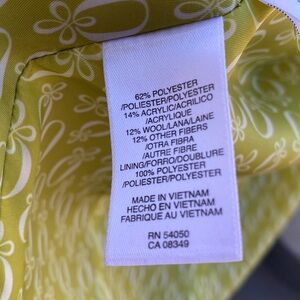 62% POLYESTER
/POLIESTER/POLYESTER
14% ACRYLIC/ACRILICO
/ACRYLIQUE
12% WOOL/LANA/LAINE
12% OTHER FIBERS
/OTRA FIBRA
/AUTRE FIBRE
LINING/FORRO/DOUBLURE
100% POLYESTER
/POLIESTER/POLYESTER
MADE IN VIETNAM
HECHO EN VIETNAM
FABRIQUE AU VIETNAM
RN 54050
CA 08349